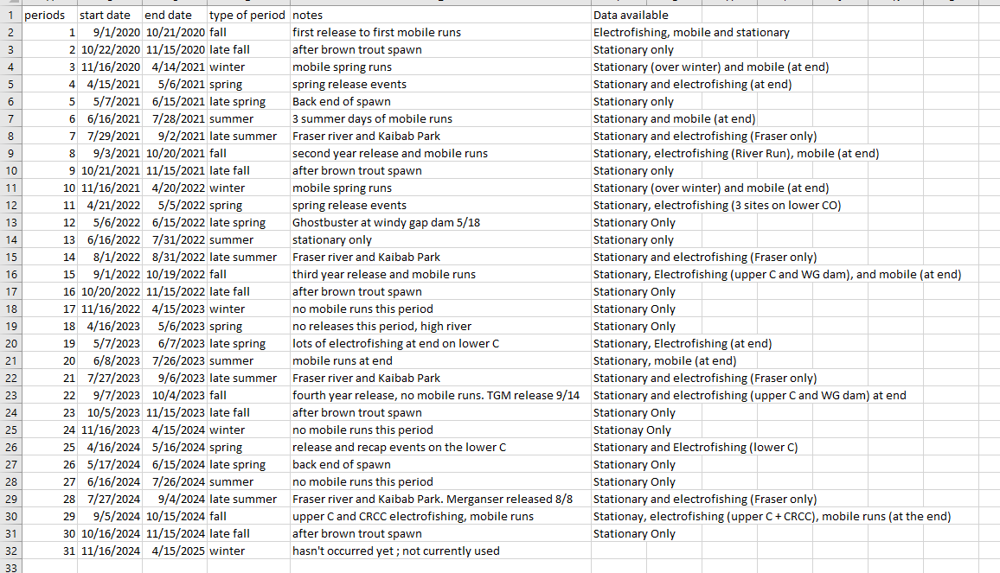 1 periods start date end date type of period notes Data available
2 1 9/1/2020 10/21/2020 fall first release to first mobile runs Electrofishing, mobile and stationary
3 2 10/22/2020 11/15/2020 late fall after brown trout spawn Stationary only
4 3 11/16/2020 4/14/2021 winter mobile spring runs Stationary (over winter) and mobile (at end)
5 4 4/15/2021 5/6/2021 spring spring release events Stationary and electrofishing (at end)
6 5 5/7/2021 6/15/2021 late spring Back end of spawn Stationary only
7 6 6/16/2021 7/28/2021 summer 3 summer days of mobile runs Stationary and mobile (at end)
8 7 7/29/2021 9/2/2021 late summer Fraser river and Kaibab Park Stationary and electrofishing (Fraser only)
9 8 9/3/2021 10/20/2021 fall second year release and mobile runs Stationary, electrofishing (River Run), mobile (at end)
10 9 10/21/2021 11/15/2021 late fall after brown trout spawn Stationary only
11 10 11/16/2021 4/20/2022 winter mobile spring runs Stationary (over winter) and mobile (at end)
12 11 4/21/2022 5/5/2022 spring spring release events Stationary, electrofishing (3 sites on lower CO)
13 12 5/6/2022 6/15/2022 late spring Ghostbuster at windy gap dam 5/18 Stationary Only
14 13 6/16/2022 7/31/2022 summer stationary only Stationary only
15 14 8/1/2022 8/31/2022 late summer Fraser river and Kaibab Park Stationary and electrofishing (Fraser only)
16 15 9/1/2022 10/19/2022 fall third year release and mobile runs Stationary, Electrofishing (upper C and WG dam), and mobile (at end)
17 16 10/20/2022 11/15/2022 late fall after brown trout spawn Stationary Only
18 17 11/16/2022 4/15/2023 winter no mobile runs this period Stationary Only
19 18 4/16/2023 5/6/2023 spring no releases this period, high river Stationary Only
20 19 5/7/2023 6/7/2023 late spring lots of electrofishing at end on lower C Stationary, Electrofishing (at end)
21 20 6/8/2023 7/26/2023 summer mobile runs at end Stationary, mobile (at end)
22 21 7/27/2023 9/6/2023 late summer Fraser river and Kaibab Park Stationary and electrofishing (Fraser only)
23 22 9/7/2023 10/4/2023 fall fourth year release, no mobile runs. TGM release 9/14 Stationary and electrofishing (upper C and WG dam) at end
24 23 10/5/2023 11/15/2023 late fall after brown trout spawn Stationary Only
25 24 11/16/2023 4/15/2024 winter no mobile runs this period Stationay Only
26 25 4/16/2024 5/16/2024 spring release and recap events on the lower C Stationary and Electrofishing (lower C)
27 26 5/17/2024 6/15/2024 late spring back end of spawn Stationary Only
28 27 6/16/2024 7/26/2024 summer no mobile runs this period Stationary Only
29 28 7/27/2024 9/4/2024 late summer Fraser river and Kaibab Park. Merganser released 8/8 Stationary and electrofishing (Fraser only)
30 29 9/5/2024 10/15/2024 fall upper C and CRCC electrofishing, mobile runs Stationay, electrofishing (upper C + CRCC), mobile runs (at the end)
31 30 10/16/2024 11/15/2024 late fall after brown trout spawn Stationary Only
32 31 11/16/2024 4/15/2025 winter hasn't occurred yet ; not currently used
33